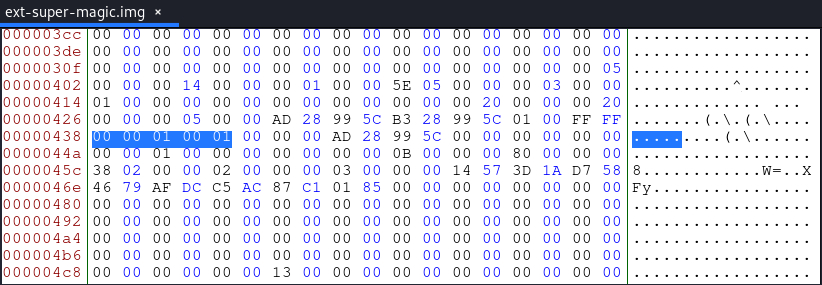 ext-super-magic.img ×
000003cc 00 00 00 00 00 00 00 00 00 00 00 00 00 00 00 00 00 00 ..................
000003de 00 00 00 00 00 00 00 00 00 00 00 00 00 00 00 00 00 00 ..................
0000030f 00 00 00 00 00 00 00 00 00 00 00 00 00 00 00 00 00 05 ..................
00000402 00 00 00 14 00 00 00 01 00 00 5E 05 00 00 00 03 00 00 ..........^.......
00000414 01 00 00 00 00 00 00 00 00 00 00 00 00 20 00 00 00 20 ............. ... 
00000426 00 00 00 05 00 00 AD 28 99 5C B3 28 99 5C 01 00 FF FF .......(.\.(.\....
00000438 00 00 01 00 01 00 00 00 AD 28 99 5C 00 00 00 00 00 00 .........(.\......
0000044a 00 00 01 00 00 00 00 00 00 00 0B 00 00 00 80 00 00 00 ..................
0000045c 38 02 00 00 02 00 00 00 03 00 00 00 14 57 3D 1A D7 58 8............W=..X
0000046e 46 79 AF DC C5 AC 87 C1 01 85 00 00 00 00 00 00 00 00 Fy................
00000480 00 00 00 00 00 00 00 00 00 00 00 00 00 00 00 00 00 00 ..................
00000492 00 00 00 00 00 00 00 00 00 00 00 00 00 00 00 00 00 00 ..................
000004a4 00 00 00 00 00 00 00 00 00 00 00 00 00 00 00 00 00 00 ..................
000004b6 00 00 00 00 00 00 00 00 00 00 00 00 00 00 00 00 00 00 ..................
000004c8 00 00 00 00 00 00 13 00 00 00 00 00 00 00 00 00 00 00 ..................